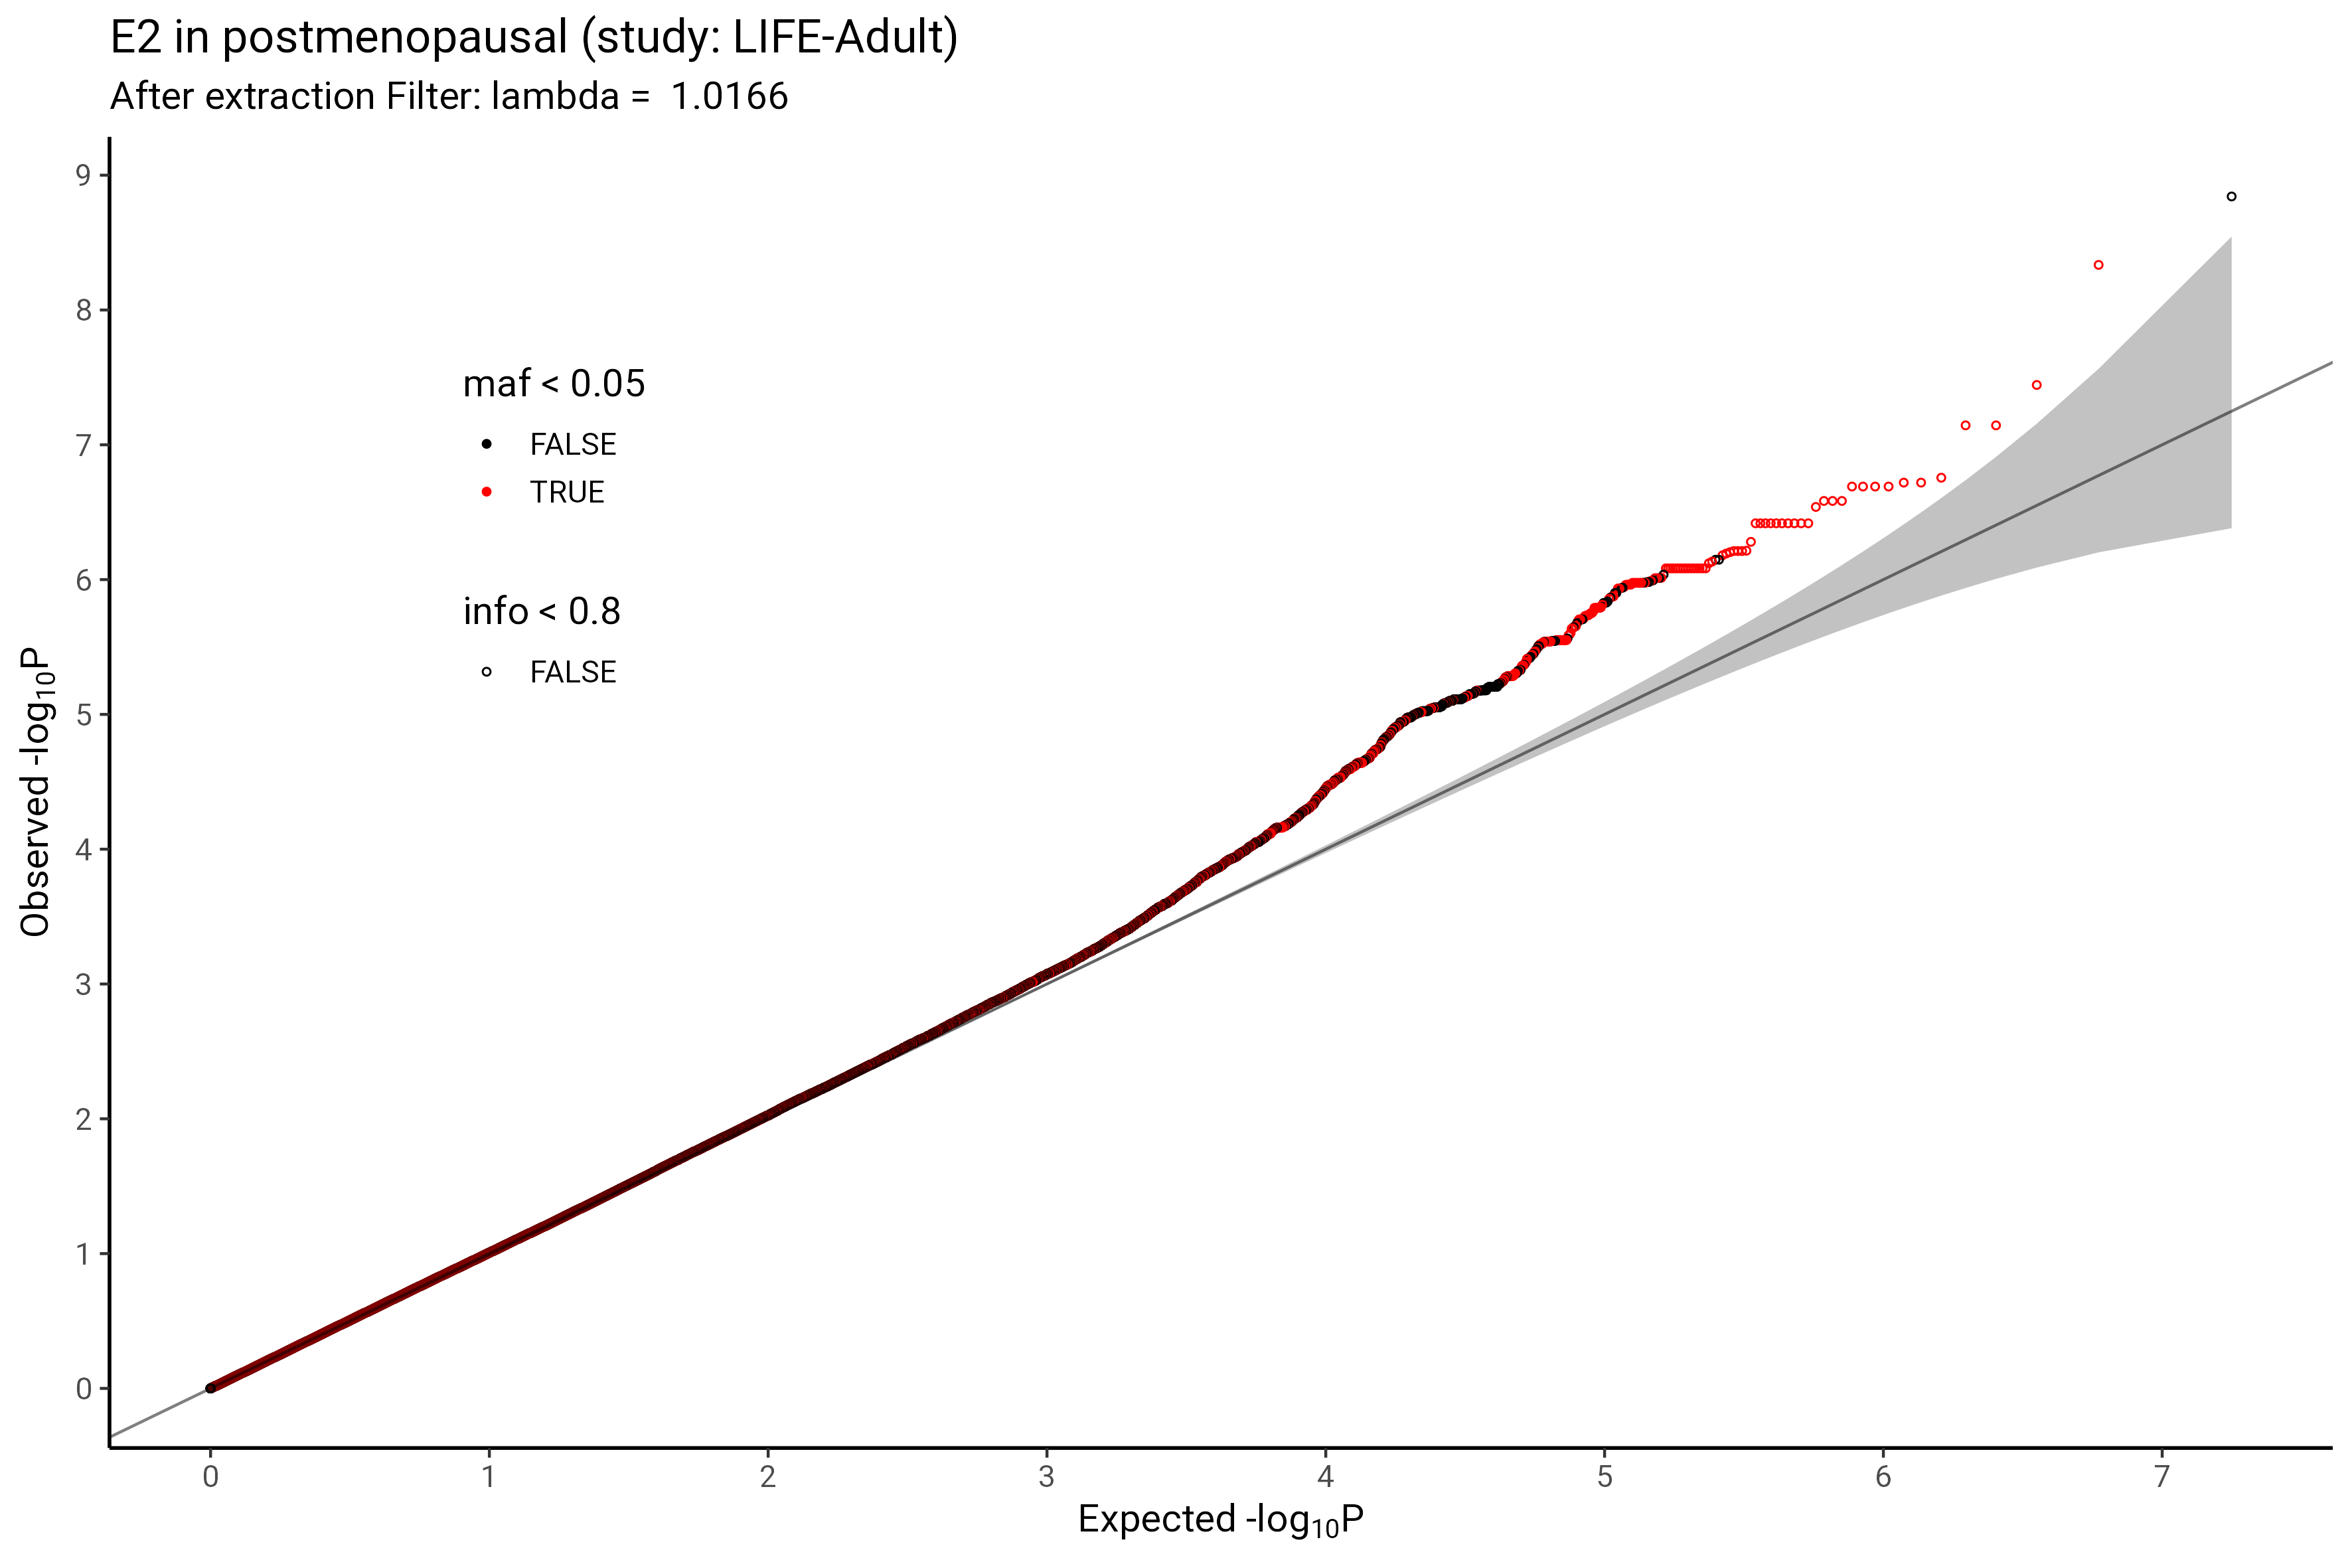 E2 in postmenopausal (study: LIFE-Adult)
After extraction Filter: lambda =  1.0166
9
8
7
6
5
4
3
2
1
0
Observed -log10P
maf < 0.05
FALSE
TRUE
info < 0.8
FALSE
0 1 2 3 4 5 6 7
Expected -log10P